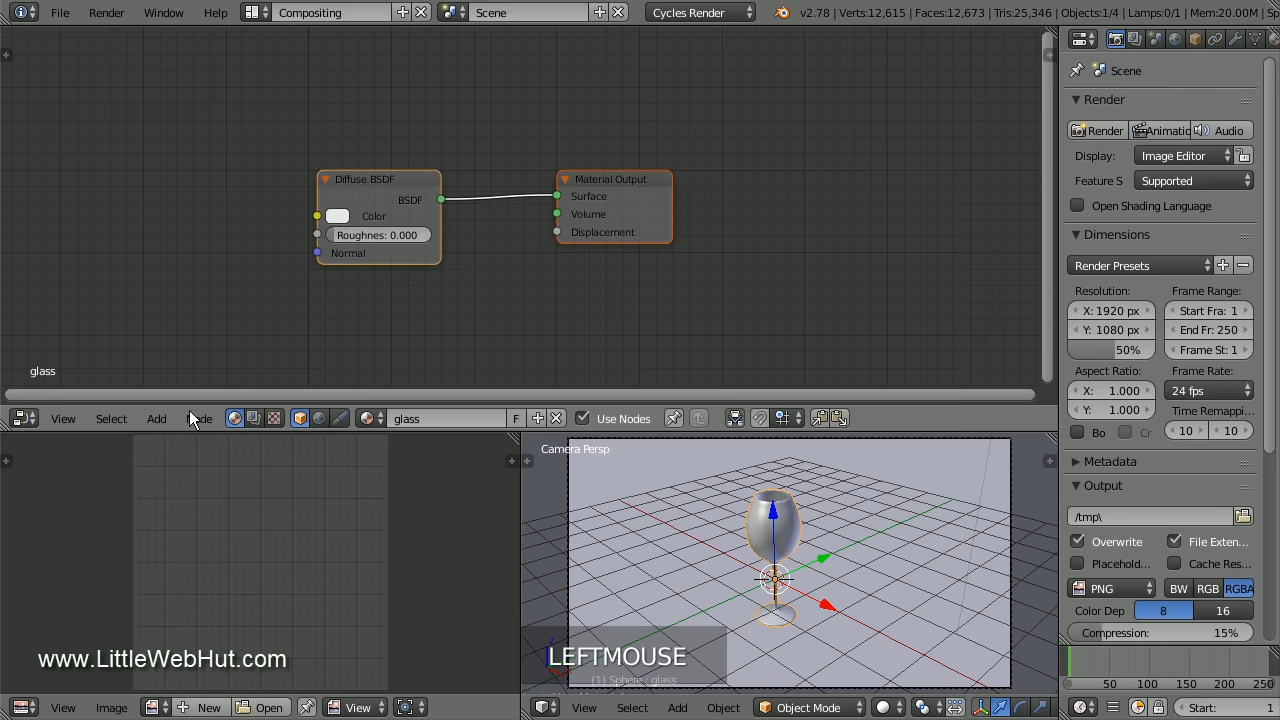 File Render Window Help Compositing Scene Cycles Render v2.78 | Verts:12,615 | Faces:12,673 | Tris:25,346 | Objects:1/4 | Lamps:0/1 | Mem:20.00M | Sp
Scene
Render
Render Animatic Audio
Display: Image Editor
Feature S Supported
Open Shading Language
Dimensions
Render Presets
Resolution: Frame Range:
X: 1920 px Start Fra: 1
Y: 1080 px End Fr: 250
50% Frame St: 1
Aspect Ratio: Frame Rate:
X: 1.000 24 fps
Y: 1.000 Time Remappi...
Bo Cr 10 10
Metadata
Output
/tmp\
Overwrite File Exten...
Placehold... Cache Res...
PNG BW RGB RGBA
Color Dep 8 16
Compression: 15%
Diffuse BSDF
BSDF
Color
Roughnes: 0.000
Normal
Material Output
Surface
Volume
Displacement
glass
View Select Add Node glass F Use Nodes
Camera Persp
www.LittleWebHut.com
LEFTMOUSE
(1) Sphere : glass
View Image New Open View
View Select Add Object Object Mode
50 100 150 200 250
Start: 1